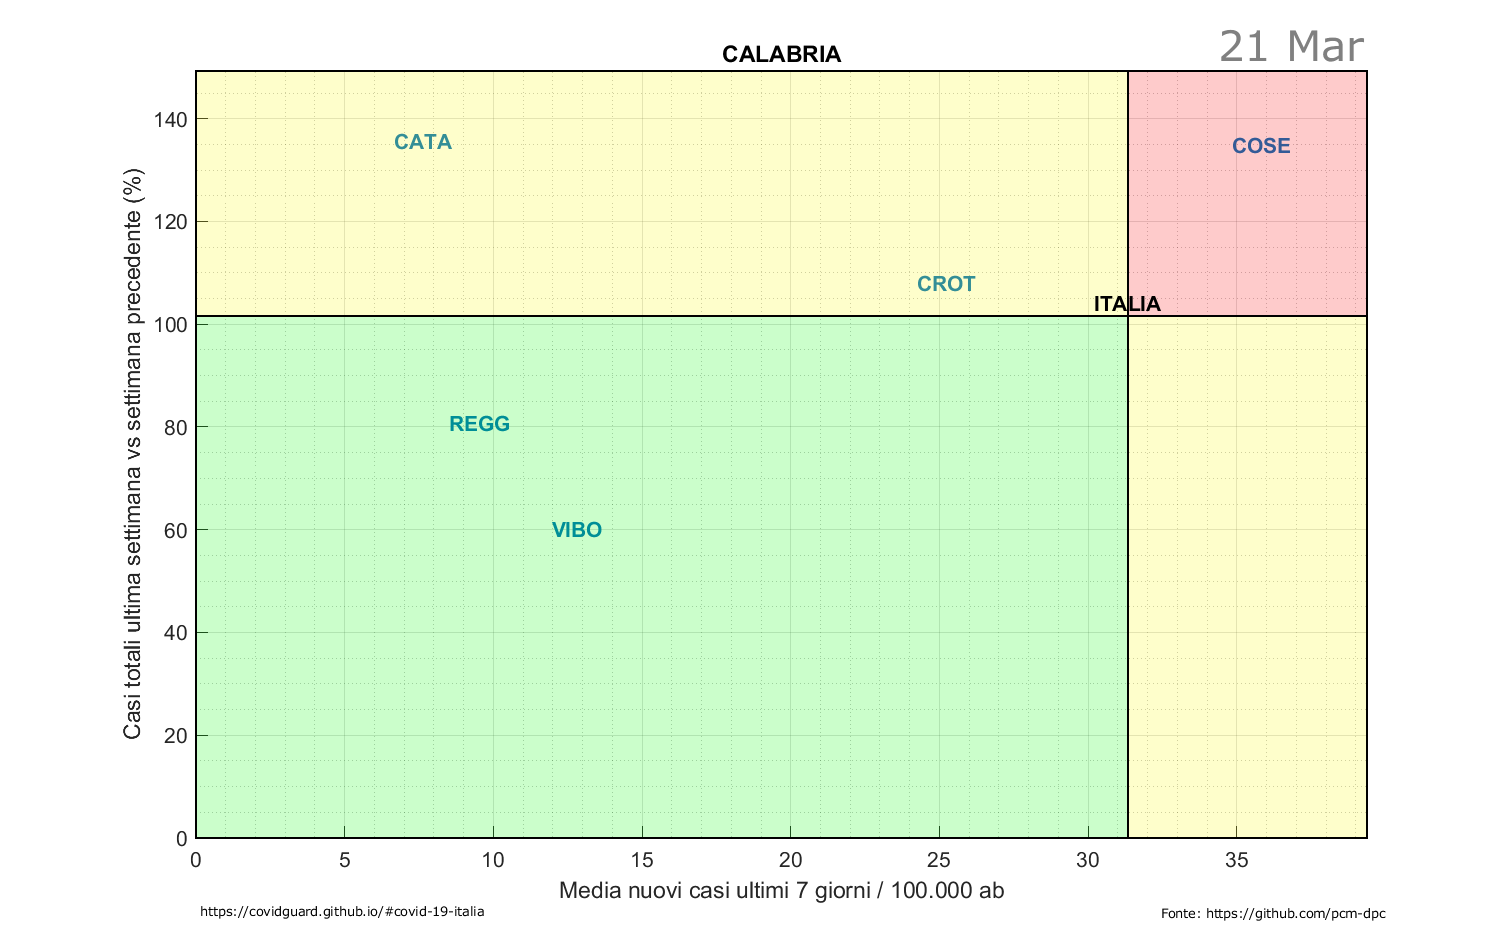 21 Mar
CALABRIA
140
120
100
80
60
40
20
0
Casi totali ultima settimana vs settimana precedente (%)
CATA
COSE
CROT
ITALIA
REGG
VIBO
0 5 10 15 20 25 30 35
Media nuovi casi ultimi 7 giorni / 100.000 ab
https://covidguard.github.io/#covid-19-italia
Fonte: https://github.com/pcm-dpc